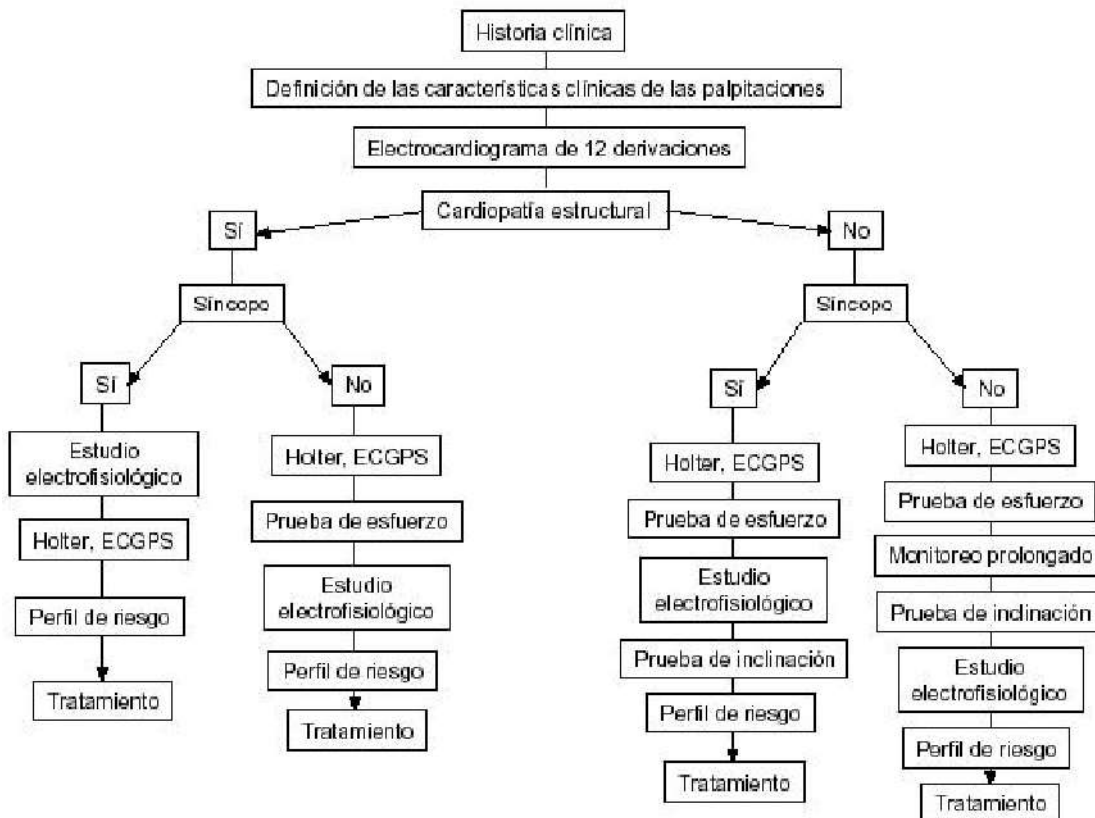 Historia clínica
Definición de las características clínicas de las palpitaciones
Electrocardiograma de 12 derivaciones
Cardiopatía estructural
Sí
Síncopo
Sí
Estudio
electrofisiológico
Holter, ECGPS
Perfil de riesgo
Tratamiento
No
Holter, ECGPS
Prueba de esfuerzo
Estudio
electrofisiológico
Perfil de riesgo
Tratamiento
No
Síncopo
Sí
Holter, ECGPS
Prueba de esfuerzo
Estudio
electrofisiológico
Prueba de inclinación
Perfil de riesgo
Tratamiento
No
Holter, ECGPS
Prueba de esfuerzo
Monitoreo prolongado
Prueba de inclinación
Estudio
electrofisiológico
Perfil de riesgo
Tratamiento